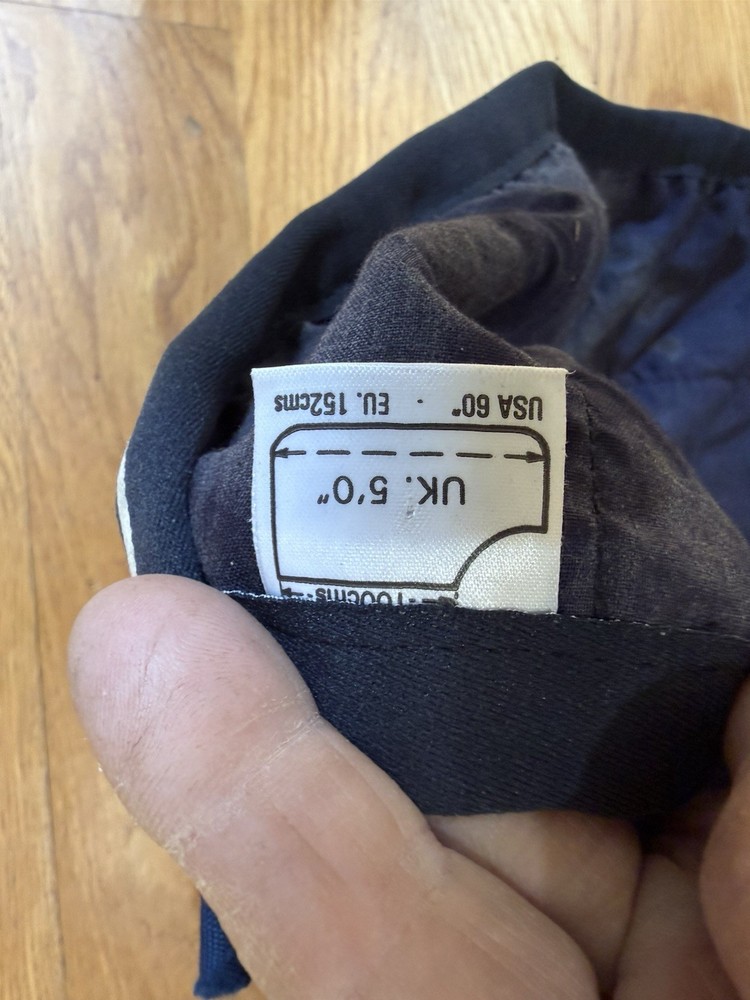 UK. 5'0"
USA 60" · EU. 152cms